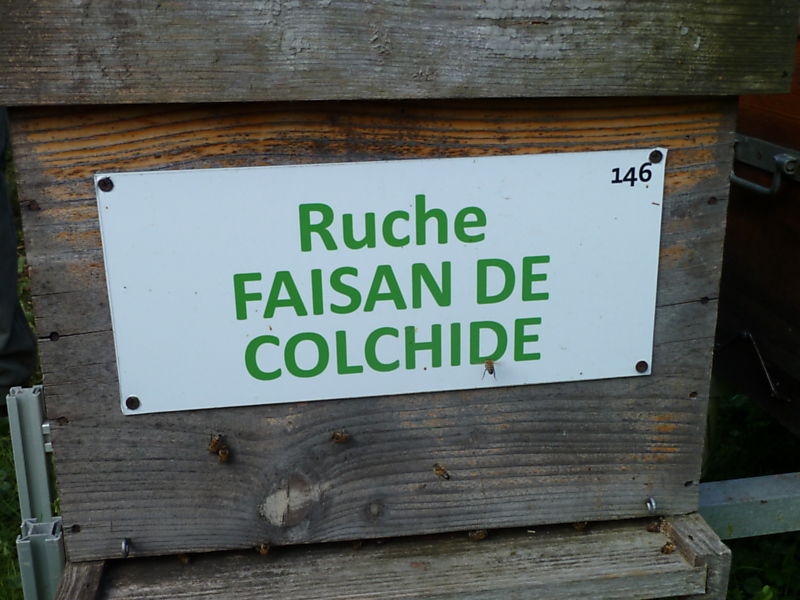 146
Ruche
FAISAN DE
COLCHIDE